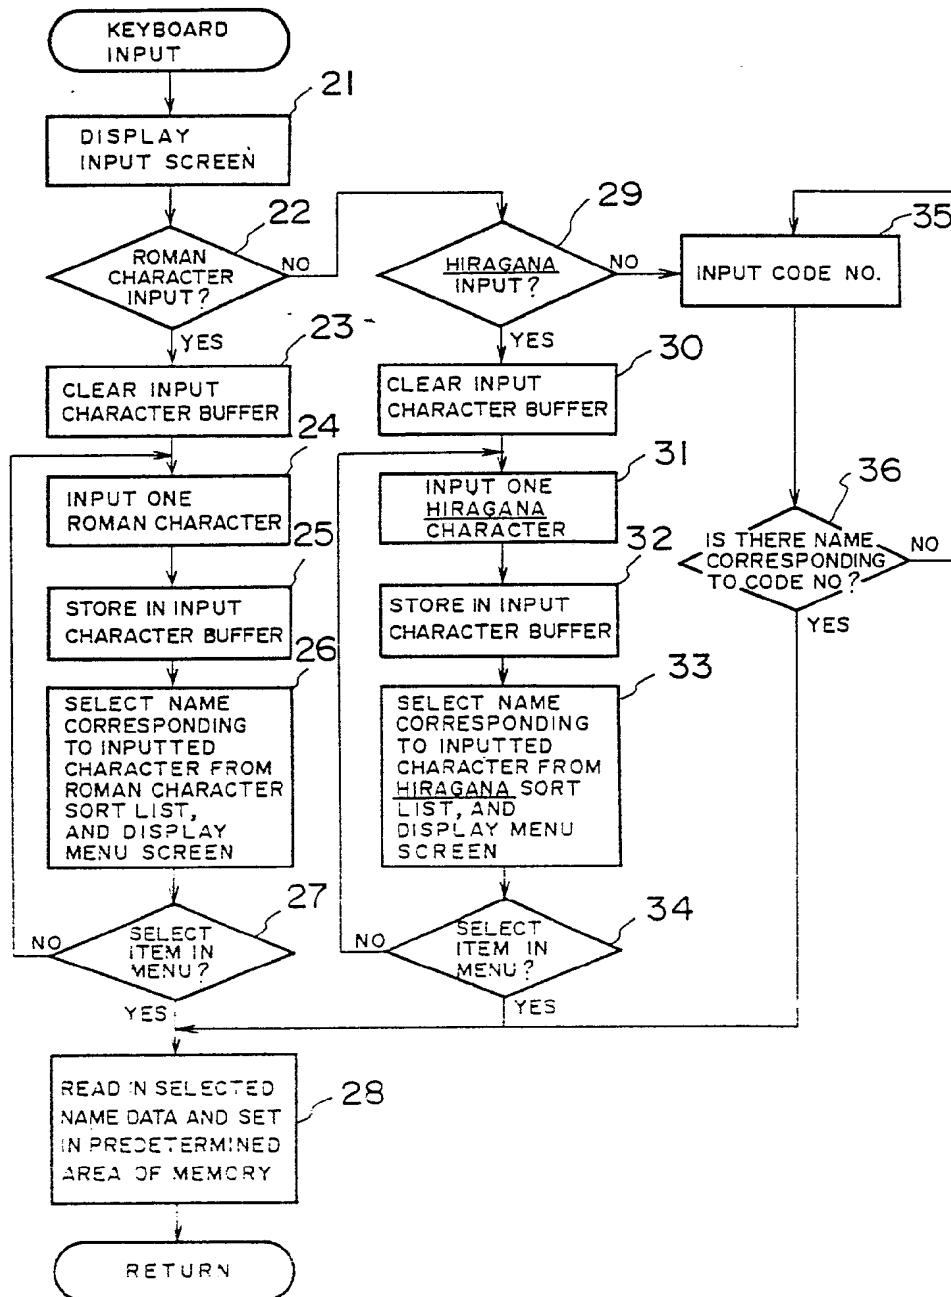 KEYBOARD
INPUT
21
DISPLAY
INPUT SCREEN
22
ROMAN
CHARACTER
INPUT?
NO
YES
23
CLEAR INPUT
CHARACTER BUFFER
24
INPUT ONE
ROMAN CHARACTER
25
STORE IN INPUT
CHARACTER BUFFER
26
SELECT NAME
CORRESPONDING
TO INPUTTED
CHARACTER FROM
ROMAN CHARACTER
SORT LIST,
AND DISPLAY
MENU SCREEN
27
NO
SELECT
ITEM IN
MENU?
YES
29
HIRAGANA
INPUT?
NO
YES
30
CLEAR INPUT
CHARACTER BUFFER
31
INPUT ONE
HIRAGANA
CHARACTER
32
STORE IN INPUT
CHARACTER BUFFER
33
SELECT NAME
CORRESPONDING
TO INPUTTED
CHARACTER FROM
HIRAGANA SORT
LIST, AND
DISPLAY MENU
SCREEN
34
NO
SELECT
ITEM IN
MENU?
YES
35
INPUT CODE NO.
36
IS THERE NAME
CORRESPONDING
TO CODE NO?
NO
YES
28
READ IN SELECTED
NAME DATA AND SET
IN PREDETERMINED
AREA OF MEMORY
RETURN